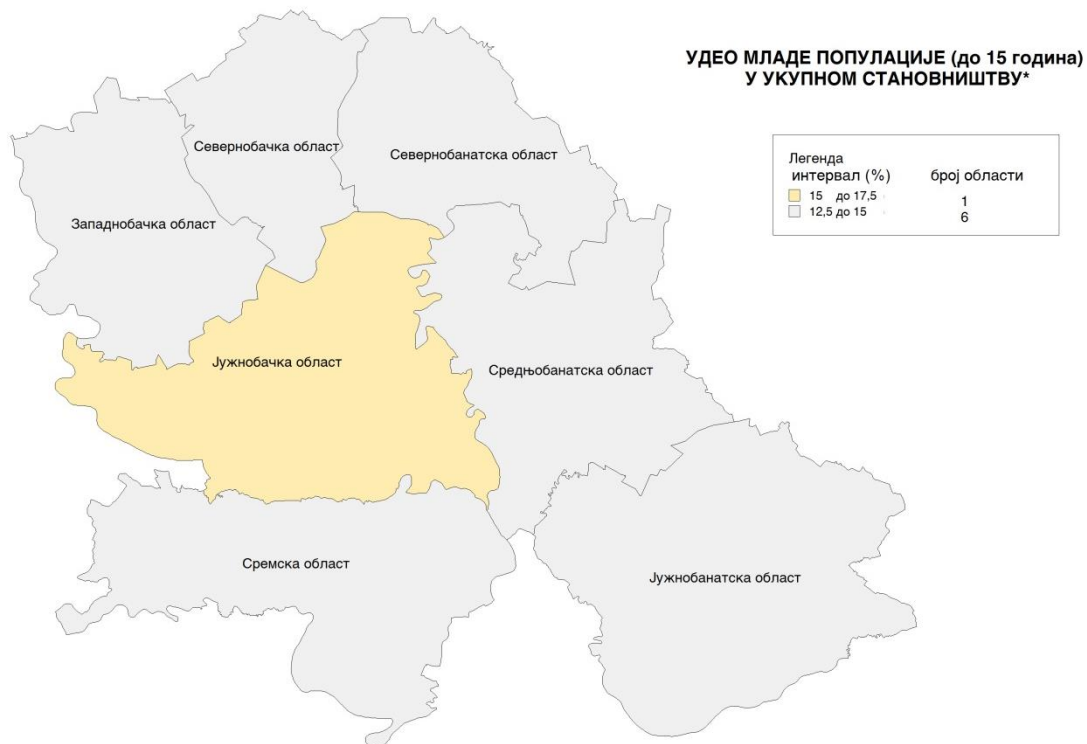 УДЕО МЛАДЕ ПОПУЛАЦИЈЕ (до 15 година)
У УКУПНОМ СТАНОВНИШТВУ*
Легенда
интервал (%) број области
15 до 17,5 1
12,5 до 15 6
Севернобачка област
Севернобанатска област
Западнобачка област
Јужнобачка област
Средњобанатска област
Сремска област
Јужнобанатска област